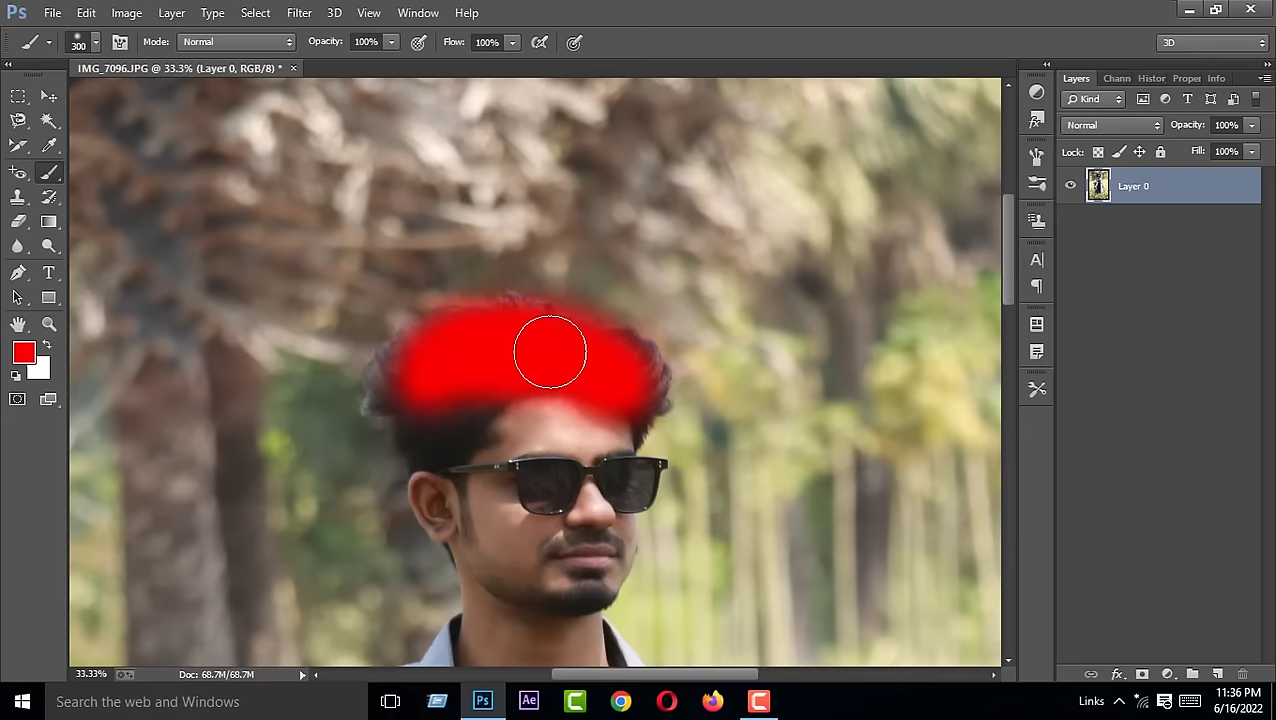 Ps File Edit Image Layer Type Select Filter 3D View Window Help
300 Mode: Normal Opacity: 100% Flow: 100% 3D
IMG_7096.JPG @ 33.3% (Layer 0, RGB/8) * ×
Layers Chann Histor Proper Info
Kind T
Normal Opacity: 100%
Lock: Fill: 100%
Layer 0
T
A
33.33% Doc: 68.7M/68.7M
fx
Search the web and Windows
Ps Ae
Links
11:36 PM
6/16/2022